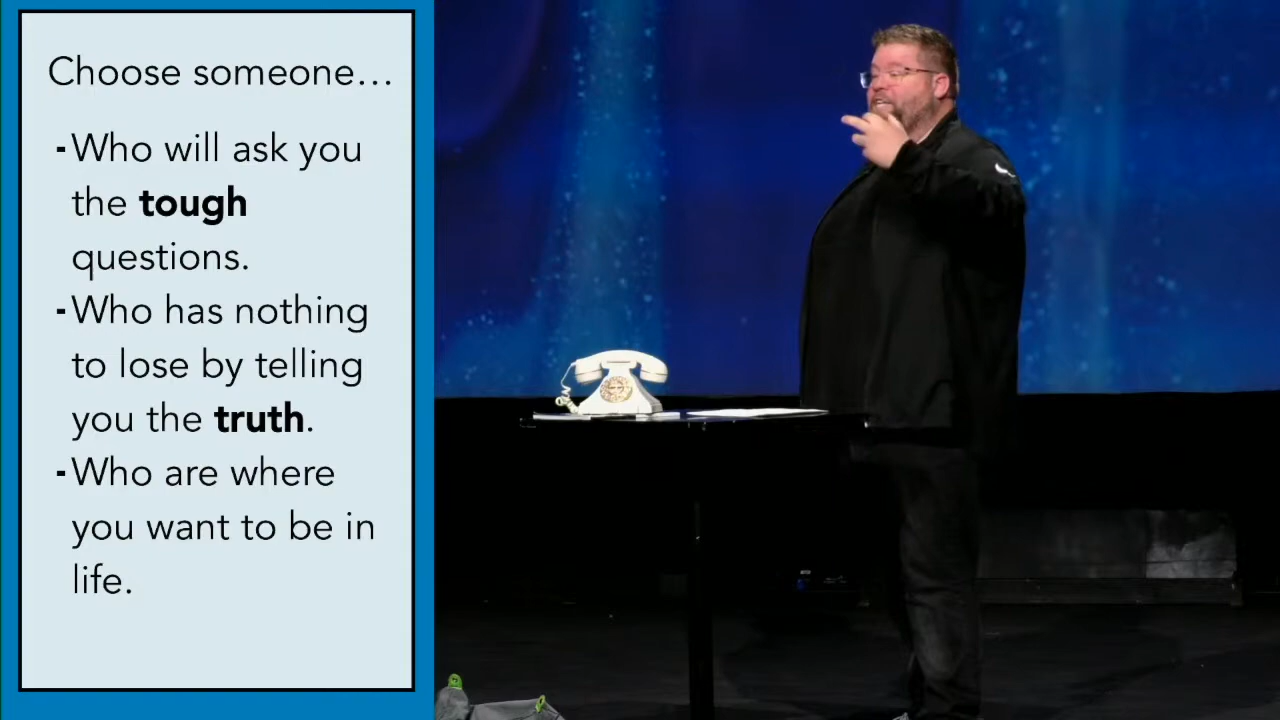 Choose someone…
-Who will ask you
the tough
questions.
-Who has nothing
to lose by telling
you the truth.
-Who are where
you want to be in
life.